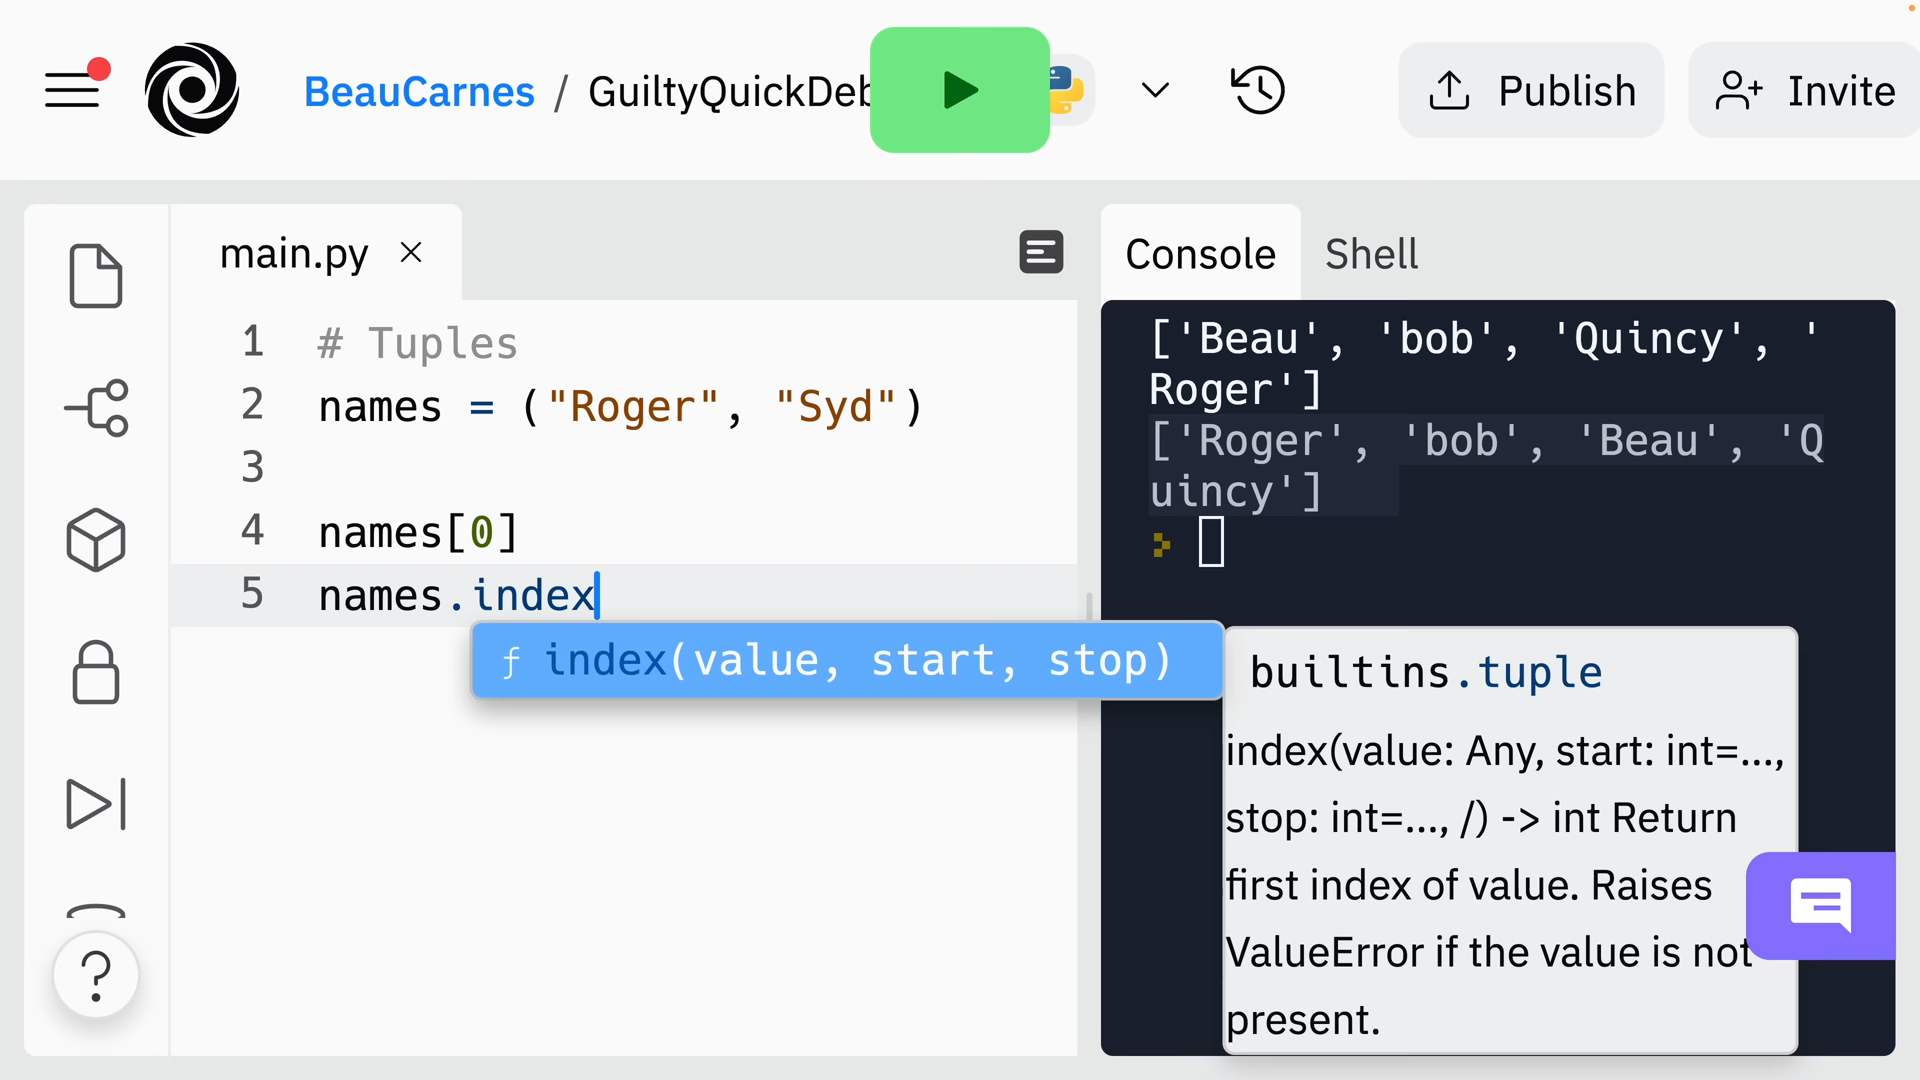 BeauCarnes / GuiltyQuickDeb
Publish
Invite
main.py
Console
Shell
1 # Tuples
2 names = ("Roger", "Syd")
3
4 names[0]
5 names.index
ƒ index(value, start, stop)
['Beau', 'bob', 'Quincy', '
Roger']
['Roger', 'bob', 'Beau', 'Q
uincy']
builtins.tuple
index(value: Any, start: int=..., 
stop: int=..., /) -> int Return
first index of value. Raises
ValueError if the value is not
present.
?